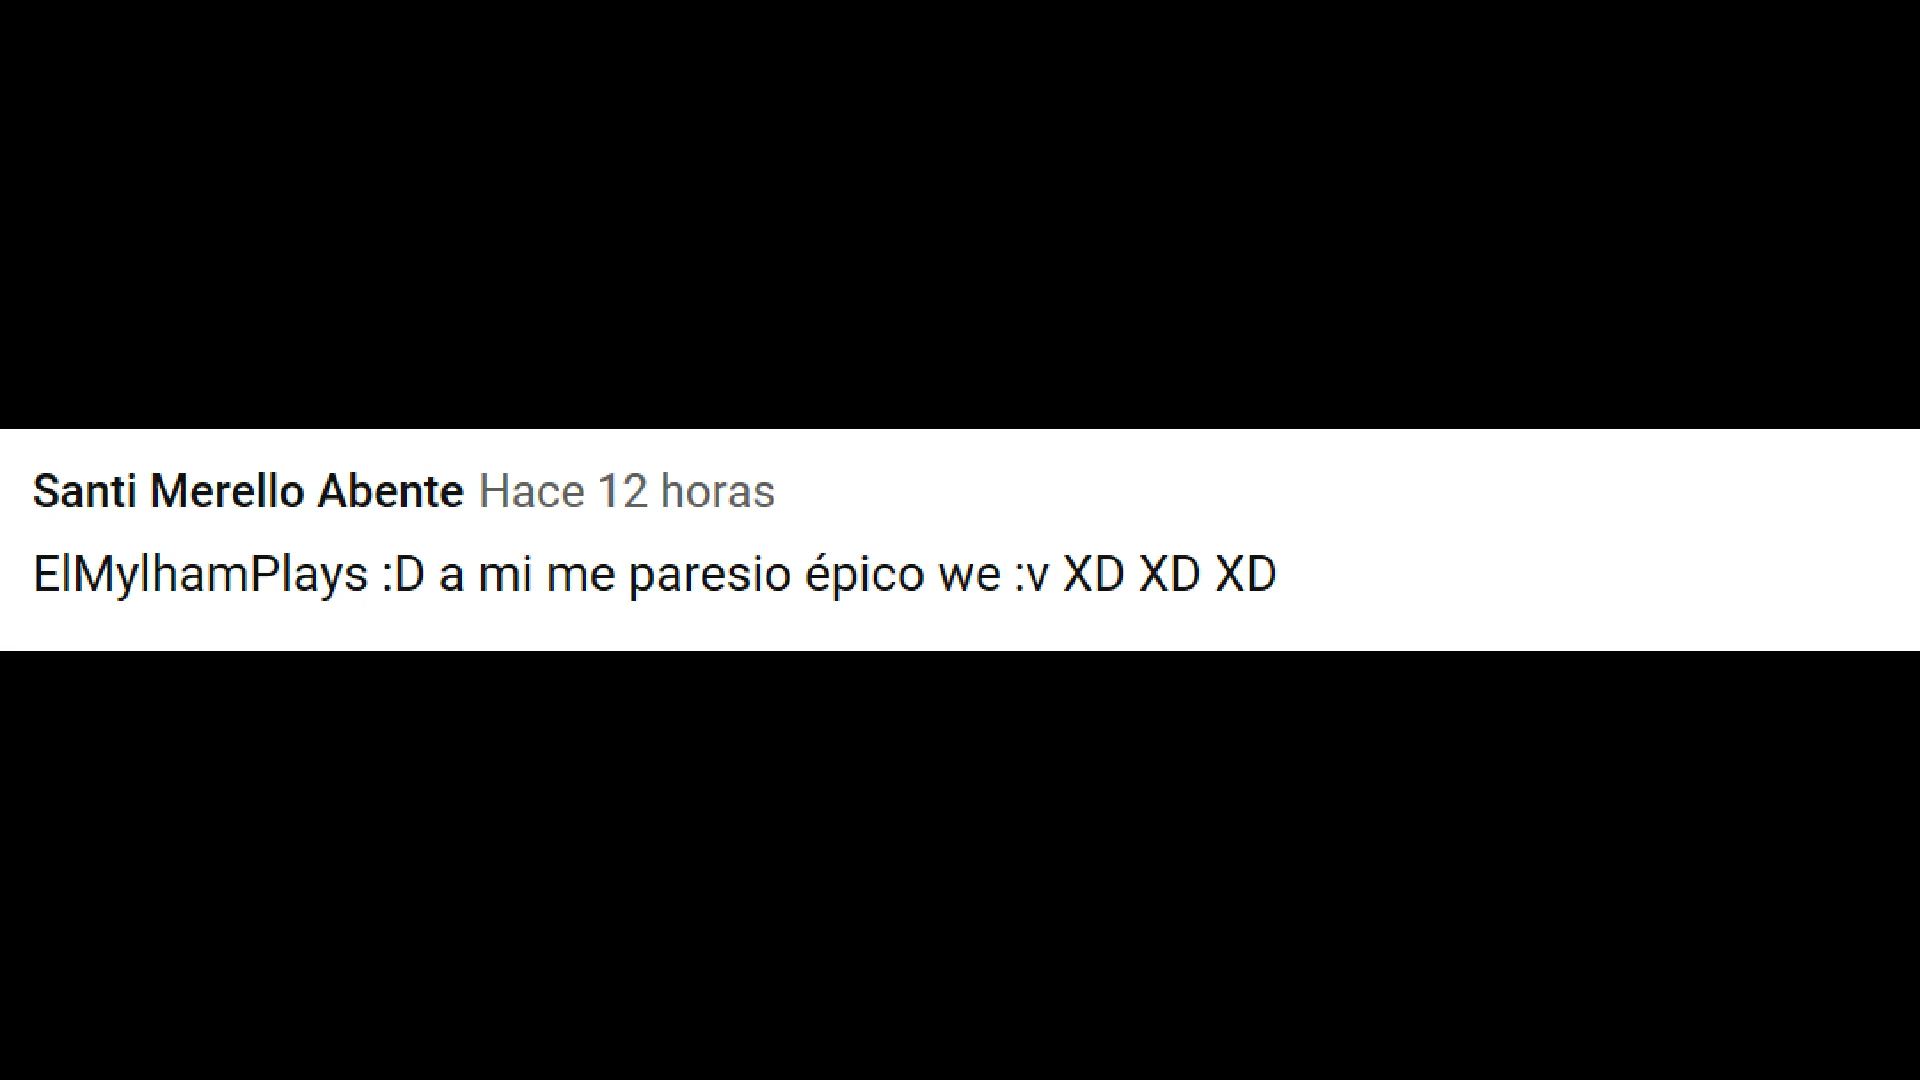 Santi Merello Abente Hace 12 horas
ElMylhamPlays :D a mi me paresio épico we :v XD XD XD